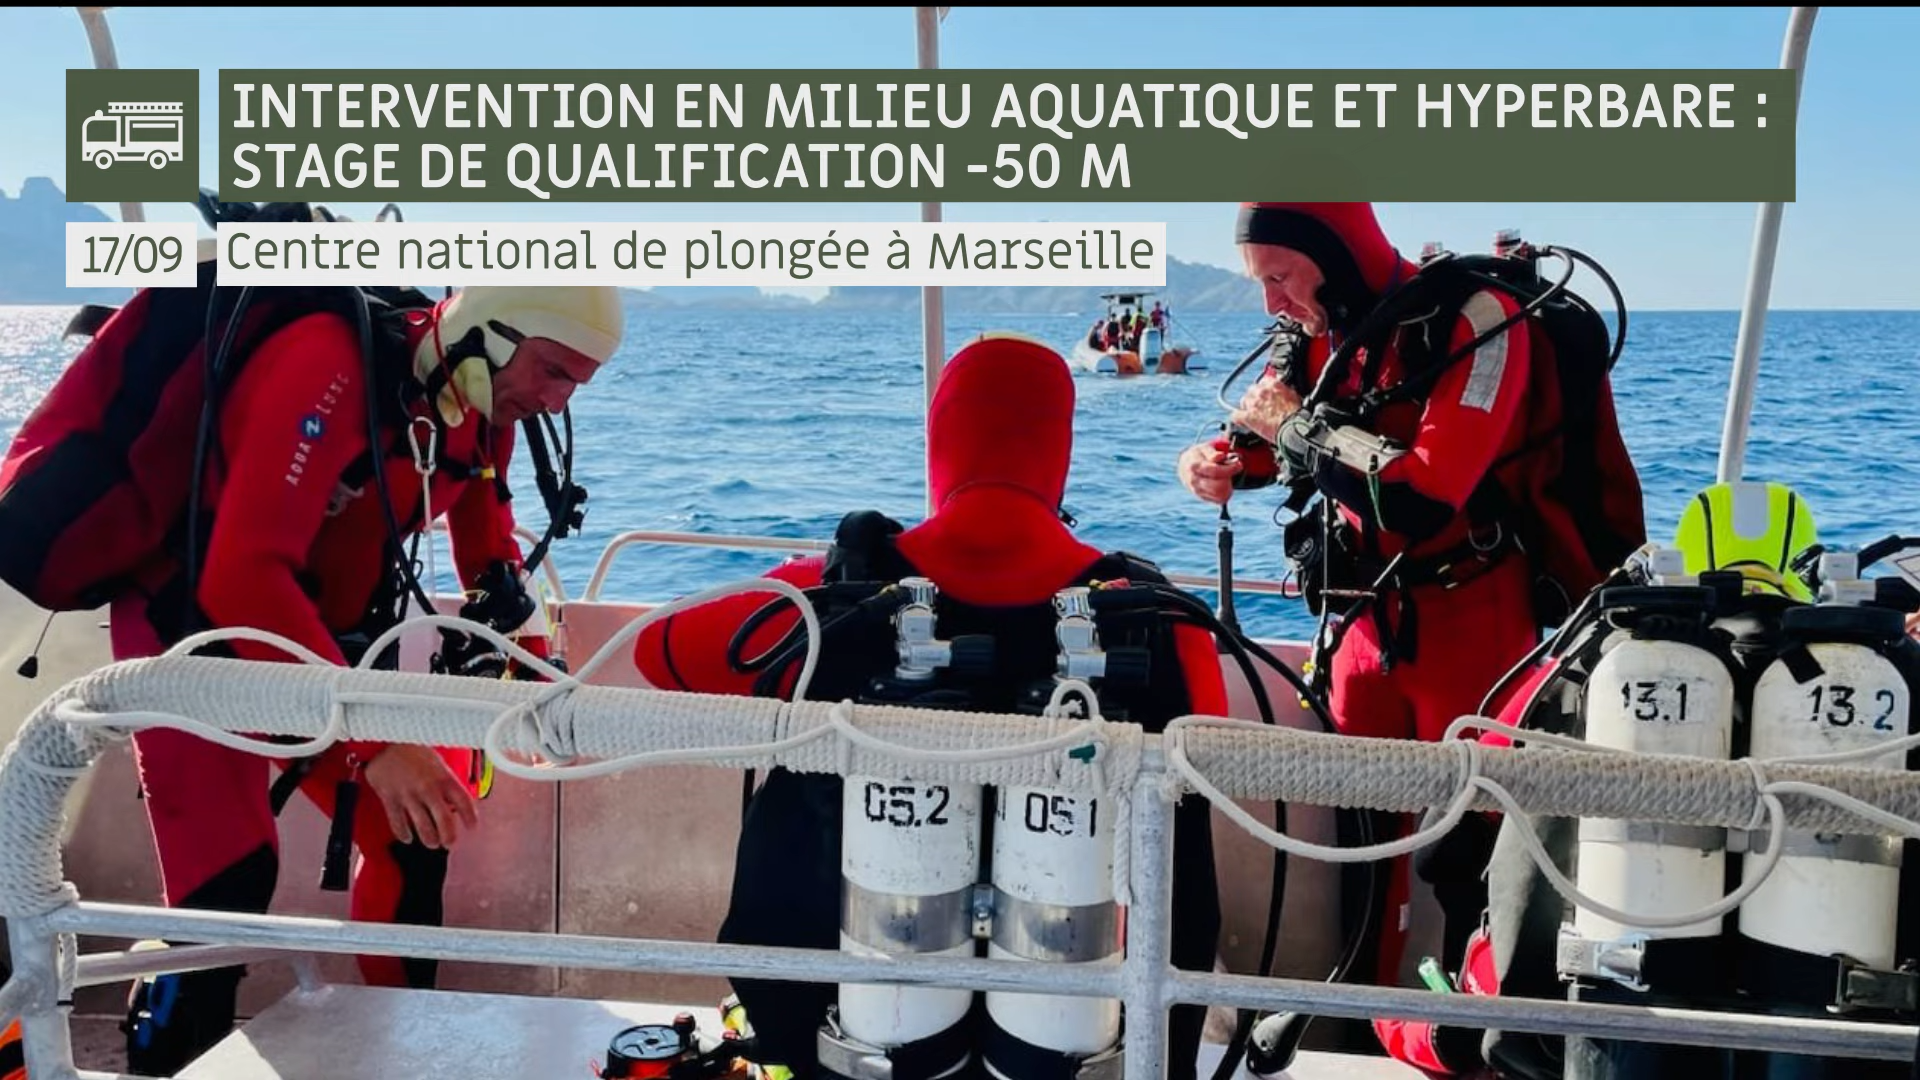 INTERVENTION EN MILIEU AQUATIQUE ET HYPERBARE :
STAGE DE QUALIFICATION -50 M
17/09
Centre national de plongée à Marseille
AQUA LUNG
13.1
13.2
05.2
05 1